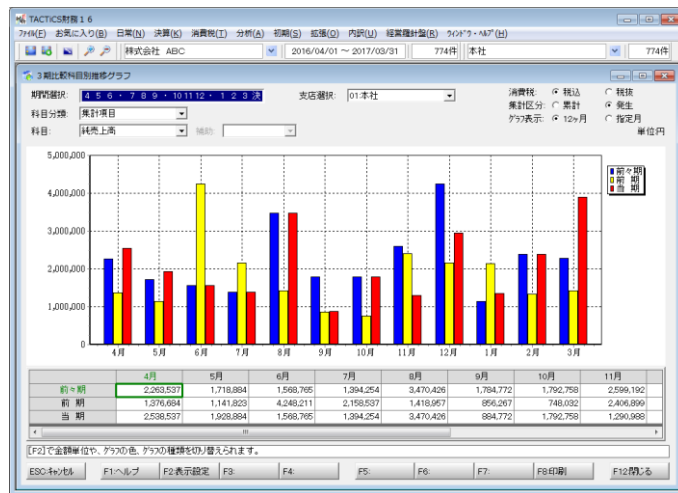 TACTiCS財務16
ファイル(F) お気に入り(B) 日常(N) 決算(K) 消費税(T) 分析(A) 初期(S) 拡張(O) 内訳(U) 経営羅針盤(R) ウィンドウ・ヘルプ(H)
株式会社 ABC 2016/04/01 ～ 2017/03/31 774件 本社 774件
3期比較科目別推移グラフ
期間選択: 4 5 6 ・ 7 8 9 ・ 10 11 12 ・ 1 2 3 決 支店選択: 01:本社 消費税: 税込 税抜
科目分類: 集計項目 集計区分: 累計 発生
科目: 純売上高 補助: グラフ表示: 12ヶ月 指定月
単位:円
5,000,000
4,000,000
3,000,000
2,000,000
1,000,000
0
前々期
前 期
当 期
4月 5月 6月 7月 8月 9月 10月 11月 12月 1月 2月 3月
4月 5月 6月 7月 8月 9月 10月 11月
前々期 2,263,537 1,718,884 1,568,765 1,394,254 3,470,426 1,784,772 1,792,758 2,599,192
前 期 1,376,684 1,141,823 4,248,211 2,158,537 1,418,957 856,267 748,032 2,406,899
当 期 2,538,537 1,928,884 1,568,765 1,394,254 3,470,426 884,772 1,792,758 1,290,988
[F2]で金額単位や、グラフの色、グラフの種類を切り替えられます。
ESC:キャンセル F1:ヘルプ F2:表示設定 F3: F4: F5: F6: F7: F8:印刷 F12:閉じる